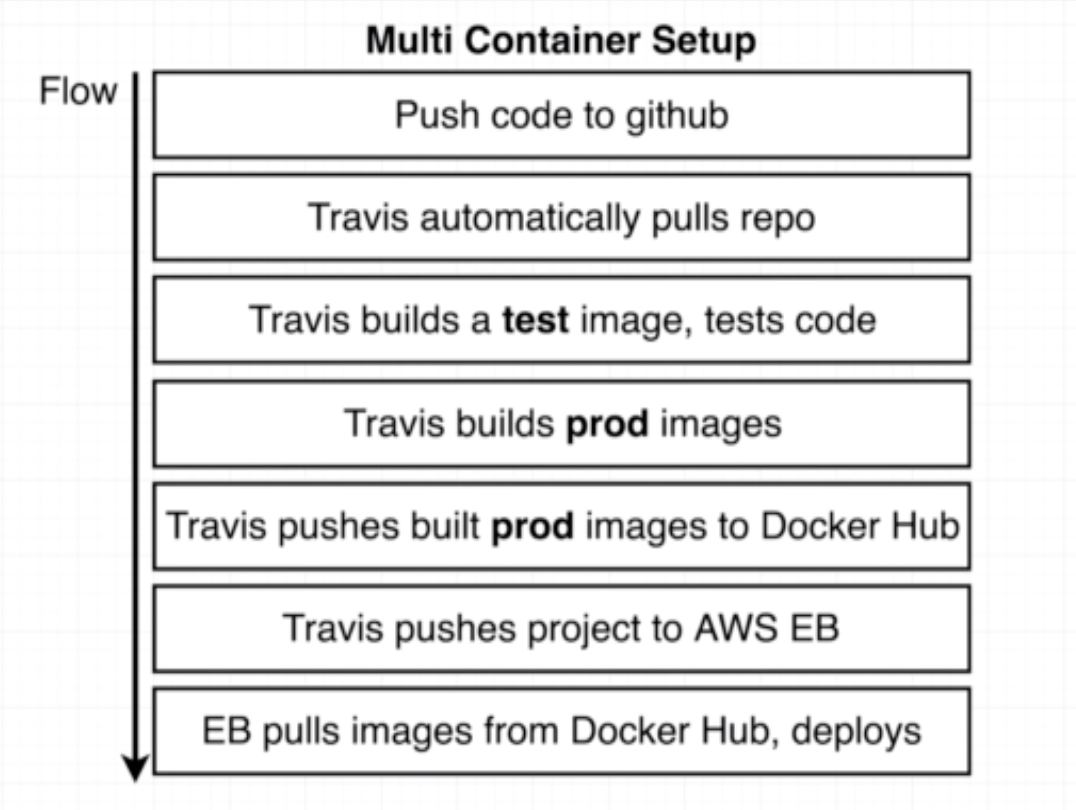 Multi Container Setup
Flow
Push code to github
Travis automatically pulls repo
Travis builds a test image, tests code
Travis builds prod images
Travis pushes built prod images to Docker Hub
Travis pushes project to AWS EB
EB pulls images from Docker Hub, deploys